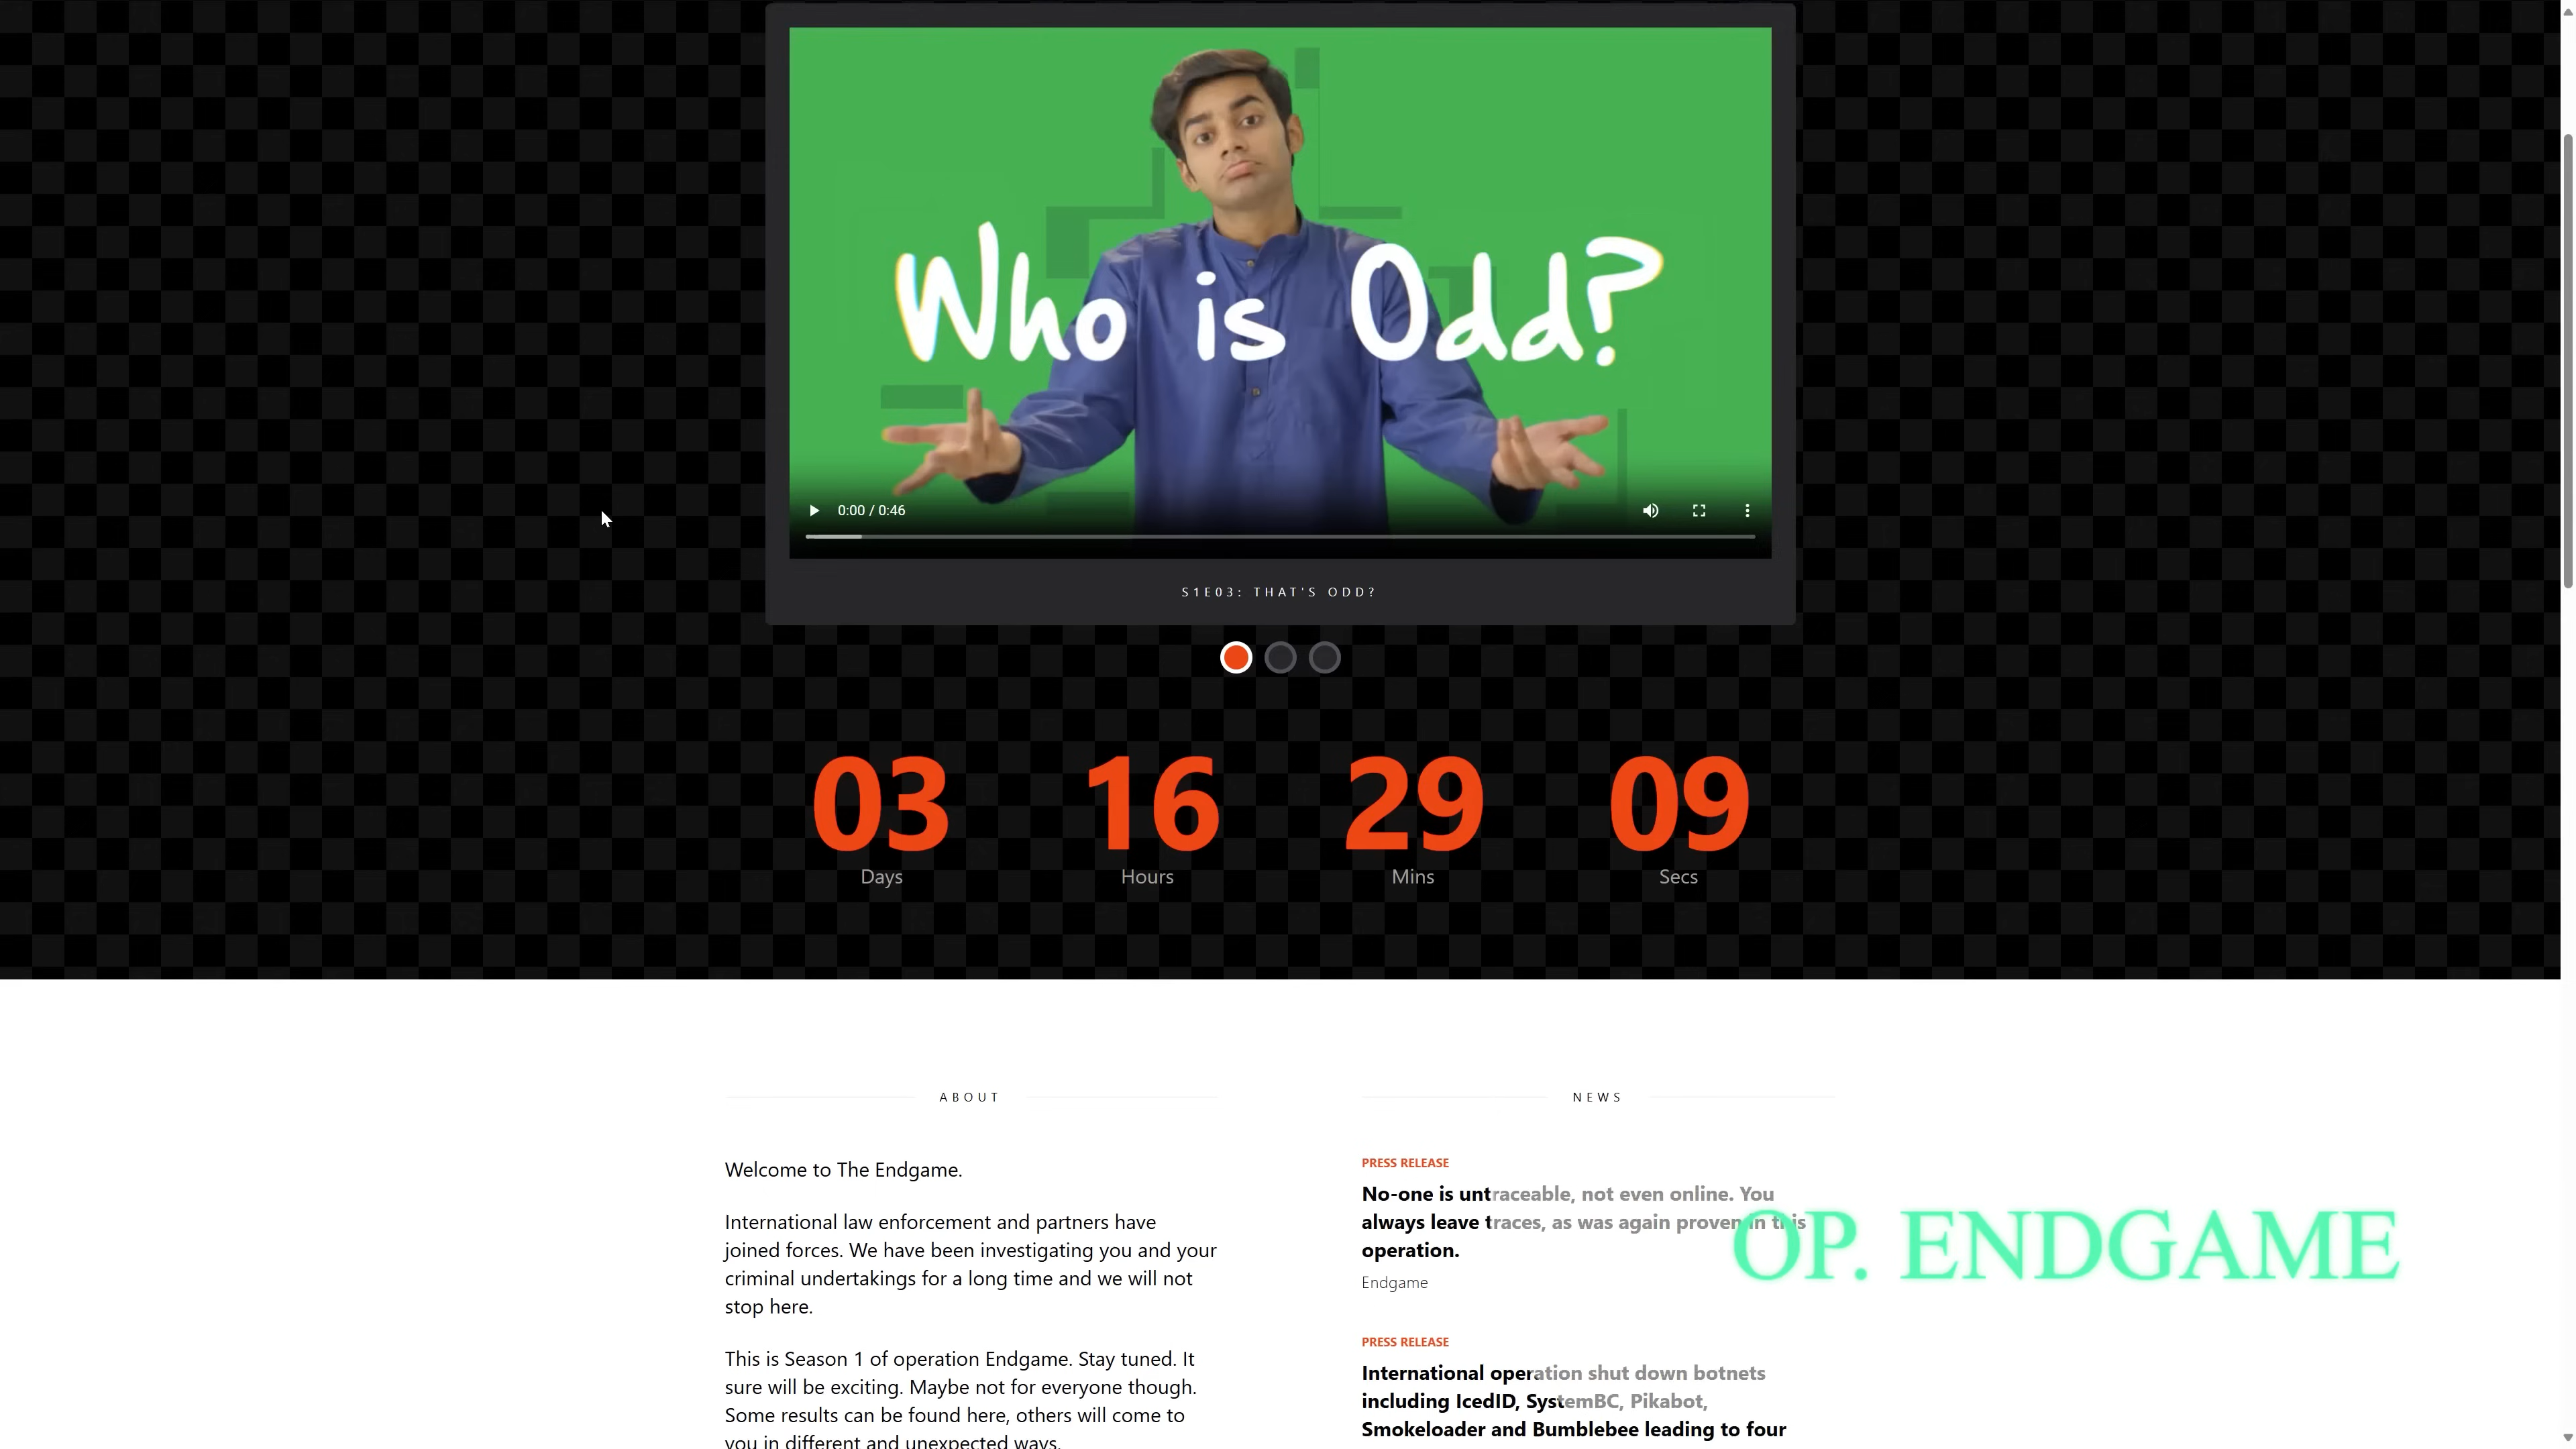 Who is Odd?
0:00 / 0:46
S1E03: THAT'S ODD?
03 16 29 09
Days Hours Mins Secs
ABOUT
Welcome to The Endgame.
International law enforcement and partners have
joined forces. We have been investigating you and your
criminal undertakings for a long time and we will not
stop here.
This is Season 1 of operation Endgame. Stay tuned. It
sure will be exciting. Maybe not for everyone though.
Some results can be found here, others will come to
you in different and unexpected ways.
NEWS
PRESS RELEASE
No-one is untraceable, not even online. You
always leave traces, as was again proven in this
operation.
Endgame
PRESS RELEASE
International operation shut down botnets
including IcedID, SystemBC, Pikabot,
Smokeloader and Bumblebee leading to four
OP. ENDGAME